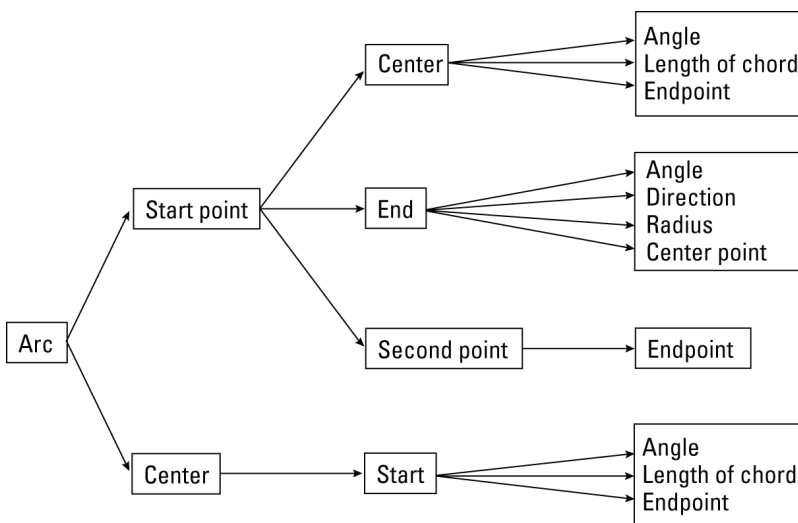 Arc
Start point
Center
Angle
Length of chord
Endpoint
End
Angle
Direction
Radius
Center point
Second point
Endpoint
Center
Start
Angle
Length of chord
Endpoint